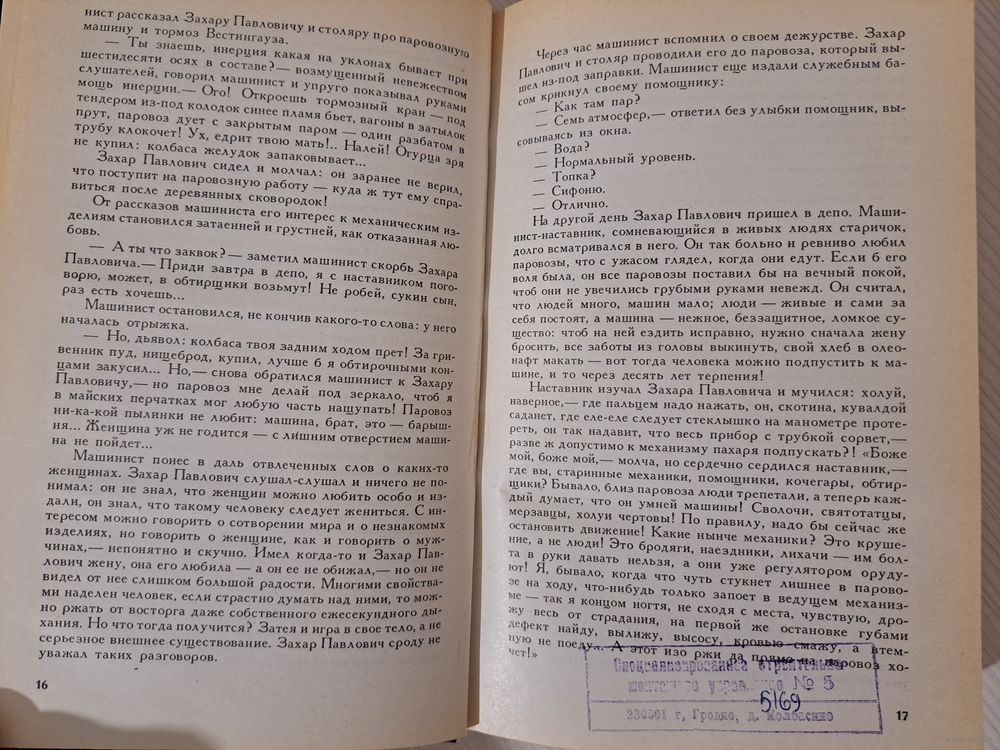 нист рассказал Захару Павловичу и столяру про паровозную
машину и тормоз Вестингауза.
— Ты знаешь, инерция какая на уклонах бывает при
шестидесяти осях в составе?— возмущенный невежеством
слушателей, говорил машинист и упруго показывал руками
мощь инерции.— Ого! Откроешь тормозный кран — под
тендером из-под колодок синее пламя бьет, вагоны в затылок
прут, паровоз дует с закрытым паром — один разбатом в
трубу клокочет! Ух, едрит твою мать!.. Налей! Огурца зря
не купил: колбаса желудок запаковывает...
Захар Павлович сидел и молчал: он заранее не верил,
что поступит на паровозную работу — куда ж тут ему спра-
виться после деревянных сковородок!
От рассказов машиниста его интерес к механическим из-
делиям становился затаенней и грустней, как отказанная лю-
бовь.
— А ты что заквок?— заметил машинист скорбь Захара
Павловича.— Приди завтра в депо, я с наставником пого-
ворю, может, в обтирщики возьмут! Не робей, сукин сын,
раз есть хочешь...
Машинист остановился, не кончив какого-то слова: у него
началась отрыжка.
— Но, дьявол: колбаса твоя задним ходом прет! За гри-
венник пуд, нищеброд, купил, лучше б я обтирочными кон-
цами закусил... Но,— снова обратился машинист к Захару
Павловичу,— но паровоз мне делай под зеркало, чтоб я
в майских перчатках мог любую часть нащупать! Паровоз
ни-ка-кой пылинки не любит: машина, брат, это — барыш-
ня... Женщина уж не годится — с лишним отверстием маши-
на не пойдет...
Машинист понес в даль отвлеченных слов о каких-то
женщинах. Захар Павлович слушал-слушал и ничего не по-
нимал: он не знал, что женщин можно любить особо и из-
дали, он знал, что такому человеку следует жениться. С ин-
тересом можно говорить о сотворении мира и о незнакомых
изделиях, но говорить о женщине, как и говорить о муж-
чинах,— непонятно и скучно. Имел когда-то и Захар Пав-
лович жену, она его любила — а он ее не обижал,— но он не
видел от нее слишком большой радости. Многими свойства-
ми наделен человек, если страстно думать над ними, то мож-
но ржать от восторга даже собственного ежесекундного ды-
хания. Но что тогда получится? Затея и игра в свое тело, а не
серьезное внешнее существование. Захар Павлович сроду не
уважал таких разговоров.
16
Через час машинист вспомнил о своем дежурстве. Захар
Павлович и столяр проводили его до паровоза, который вы-
шел из-под заправки. Машинист еще издали служебным ба-
сом крикнул своему помощнику:
— Как там пар?
— Семь атмосфер,— ответил без улыбки помощник, вы-
совываясь из окна.
— Вода?
— Нормальный уровень.
— Топка?
— Сифоню.
— Отлично.
На другой день Захар Павлович пришел в депо. Маши-
нист-наставник, сомневающийся в живых людях старичок,
долго всматривался в него. Он так больно и ревниво любил
паровозы, что с ужасом глядел, когда они едут. Если б его
воля была, он все паровозы поставил бы на вечный покой,
чтоб они не увечились грубыми руками невежд. Он считал,
что людей много, машин мало; люди — живые и сами за
себя постоят, а машина — нежное, беззащитное, ломкое су-
щество: чтоб на ней ездить исправно, нужно сначала жену
бросить, все заботы из головы выкинуть, свой хлеб в олео-
нафт макать — вот тогда человека можно подпустить к ма-
шине, и то через десять лет терпения!
Наставник изучал Захара Павловича и мучился: холуй,
наверное,— где пальцем надо нажать, он, скотина, кувалдой
саданет, где еле-еле следует стеклышко на манометре проте-
реть, он так надавит, что весь прибор с трубкой сорвет,—
разве ж допустимо к механизму пахаря подпускать?! «Боже
мой, боже мой,— молча, но сердечно сердился наставник,—
где вы, старинные механики, помощники, кочегары, обтир-
щики? Бывало, близ паровоза люди трепетали, а теперь каж-
дый думает, что он умней машины! Сволочи, святотатцы,
мерзавцы, холуи чертовы! По правилу, надо бы сейчас же
остановить движение! Какие нынче механики? Это круше-
ние, а не люди! Это бродяги, наездники, лихачи — им бол-
та в руки давать нельзя, а они уже регулятором орудо-
ют! Я, бывало, когда что чуть стукнет лишнее в парово-
зе на ходу, что-нибудь только запоет в ведущем механиз-
ме — так я концом ногтя, не сходя с места, чувствую, дро-
жу весь от страдания, на первой же остановке губами
дефект найду, вылижу, высосу, кровью смажу, а втем-
ную не поеду... А этот изо ржи да прямо на паровоз хо-
чет!»
Специализированное строительно
монтажное управление № 5
5169
230001 г. Гродно, д. Колбасино
17